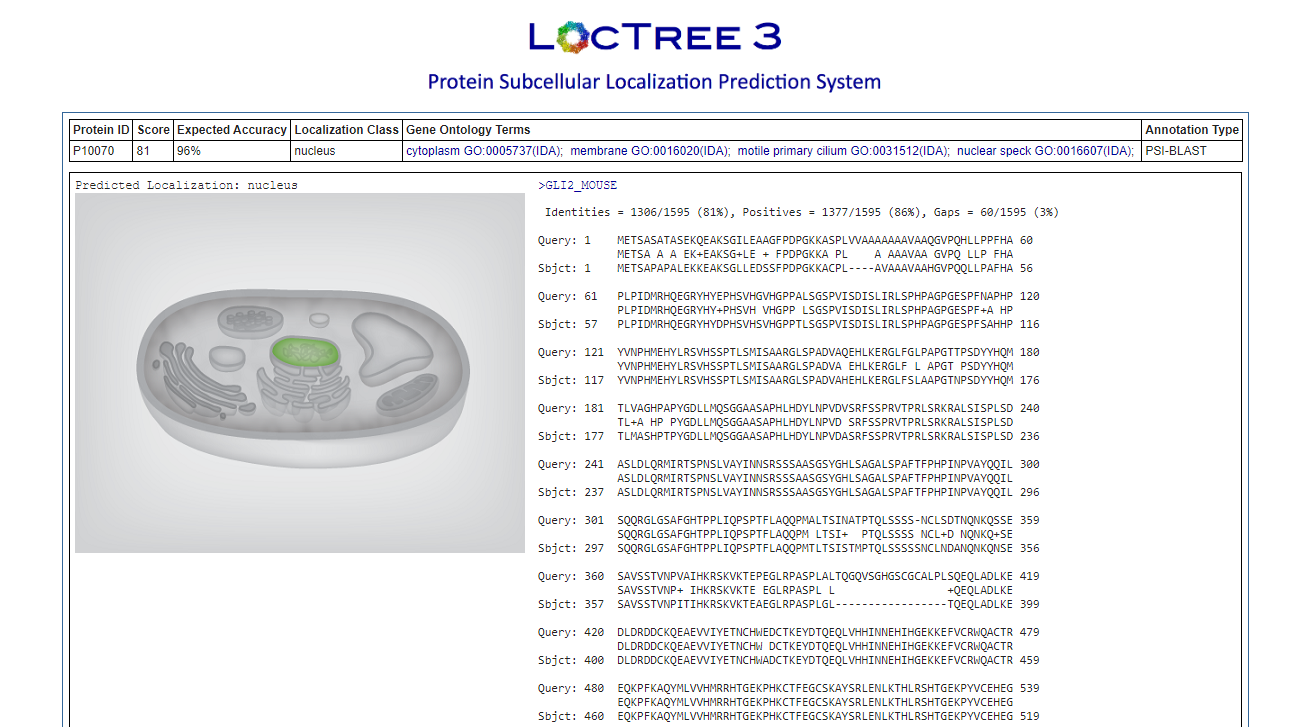 LOCTREE 3
Protein Subcellular Localization Prediction System
Protein ID Score Expected Accuracy Localization Class Gene Ontology Terms Annotation Type
P10070 81 96% nucleus cytoplasm GO:0005737(IDA); membrane GO:0016020(IDA); motile primary cilium GO:0031512(IDA); nuclear speck GO:0016607(IDA); PSI-BLAST
Predicted Localization: nucleus
>GLI2_MOUSE
Identities = 1306/1595 (81%), Positives = 1377/1595 (86%), Gaps = 60/1595 (3%)
Query: 1 METSASATASEKQEAKSGILEAAGFPDPGKKASPLVVAAAAAAAVAAQGVPQHLLPPFHA 60
METSA A A EK+EAKSG+LE + FPDPGKKA PL A AAAVAA GVPQ LLP FHA
Sbjct: 1 METSAPAPALEKKEAKSGLLEDSSFPDPGKKACPL----AVAAAVAAHGVPQQLLPAFHA 56
Query: 61 PLPIDMRHQEGRYHYEPHSVHGVHGPPALSGSPVISDISLIRLSPHPAGPGESPFNAPHP 120
PLPIDMRHQEGRYHY+PHSVH VHGPP LSGSPVISDISLIRLSPHPAGPGESPF+A HP
Sbjct: 57 PLPIDMRHQEGRYHYDPHSVHSVHGPPTLSGSPVISDISLIRLSPHPAGPGESPFSAHHP 116
Query: 121 YVNPHMEHYLRSVHSSPTLSMISAARGLSPADVAQEHLKERGLFGLPAPGTTPSDYYHQM 180
YVNPHMEHYLRSVHSSPTLSMISAARGLSPADVA EHLKERGLF L APGT PSDYYHQM
Sbjct: 117 YVNPHMEHYLRSVHSSPTLSMISAARGLSPADVAHEHLKERGLFSLAAPGTNPSDYYHQM 176
Query: 181 TLVAGHPAPYGDLLMQSGGAASAPHLHDYLNPVDVSRFSSPRVTPRLSRKRALSISPLSD 240
TL+A HP PYGDLLMQSGGAASAPHLHDYLNPVD SRFSSPRVTPRLSRKRALSISPLSD
Sbjct: 177 TLMASHPTPYGDLLMQSGGAASAPHLHDYLNPVDASRFSSPRVTPRLSRKRALSISPLSD 236
Query: 241 ASLDLQRMIRTSPNSLVAYINNSRSSSAASGSYGHLSAGALSPAFTFPHPINPVAYQQIL 300
ASLDLQRMIRTSPNSLVAYINNSRSSSAASGSYGHLSAGALSPAFTFPHPINPVAYQQIL
Sbjct: 237 ASLDLQRMIRTSPNSLVAYINNSRSSSAASGSYGHLSAGALSPAFTFPHPINPVAYQQIL 296
Query: 301 SQQRGLGSAFGHTPPLIQPSPTFLAQQPMALTSINATPTQLSSSS-NCLSDTNQNKQSSE 359
SQQRGLGSAFGHTPPLIQPSPTFLAQQPM LTSI+ PTQLSSSS NCL+D NQNKQ+SE
Sbjct: 297 SQQRGLGSAFGHTPPLIQPSPTFLAQQPMTLTSISTMPTQLSSSSSNCLNDANQNKQNSE 356
Query: 360 SAVSSTVNPVAIHKRSKVKTEPEGLRPASPLALTQGQVSGHGSCGCALPLSQEQLADLKE 419
SAVSSTVNP+ IHKRSKVKTE EGLRPASPL L +QEQLADLKE
Sbjct: 357 SAVSSTVNPITIHKRSKVKTEAEGLRPASPLGL-----------------TQEQLADLKE 399
Query: 420 DLDRDDCKQEAEVVIYETNCHWEDCTKEYDTQEQLVHHINNEHIHGEKKEFVCRWQACTR 479
DLDRDDCKQEAEVVIYETNCHW DCTKEYDTQEQLVHHINNEHIHGEKKEFVCRWQACTR
Sbjct: 400 DLDRDDCKQEAEVVIYETNCHWADCTKEYDTQEQLVHHINNEHIHGEKKEFVCRWQACTR 459
Query: 480 EQKPFKAQYMLVVHMRRHTGEKPHKCTFEGCSKAYSRLENLKTHLRSHTGEKPYVCEHEG 539
EQKPFKAQYMLVVHMRRHTGEKPHKCTFEGCSKAYSRLENLKTHLRSHTGEKPYVCEHEG
Sbjct: 460 EQKPFKAQYMLVVHMRRHTGEKPHKCTFEGCSKAYSRLENLKTHLRSHTGEKPYVCEHEG 519